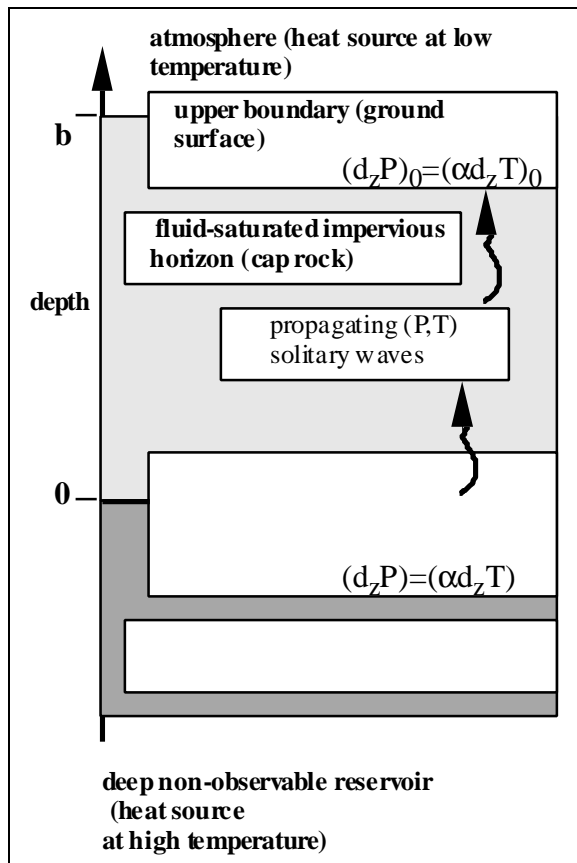 atmosphere (heat source at low
temperature)
upper boundary (ground
surface)
b
(d_zP)_0=(αd_zT)_0
fluid-saturated impervious
horizon (cap rock)
depth
propagating (P,T)
solitary waves
0
(d_zP)=(αd_zT)
deep non-observable reservoir
(heat source
at high temperature)